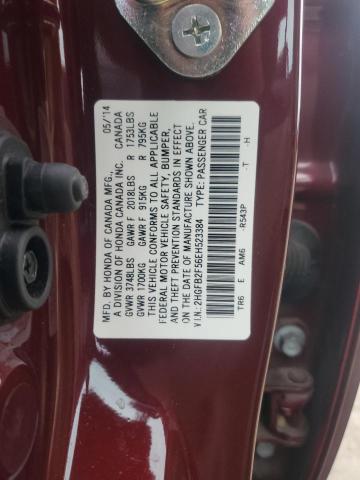 MFD. BY HONDA OF CANADA MFG., 05/'14
A DIVISION OF HONDA CANADA INC. CANADA
GVWR 3748LBS GAWR F 2018LBS R 1753LBS
GVWR 1700KG GAWR F 915KG R 795KG
THIS VEHICLE CONFORMS TO ALL APPLICABLE
FEDERAL MOTOR VEHICLE SAFETY, BUMPER,
AND THEFT PREVENTION STANDARDS IN EFFECT
ON THE DATE OF MANUFACTURE SHOWN ABOVE.
V.I.N.: 2HGFB2F56EH523384 TYPE: PASSENGER CAR
TR6 E AM6 -R543P -T -H